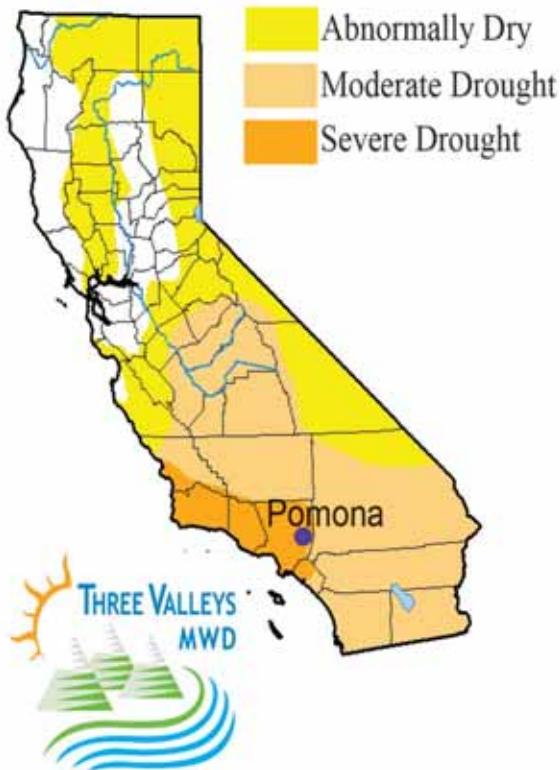 Abnormally Dry
Moderate Drought
Severe Drought
Pomona
THREE VALLEYS
MWD